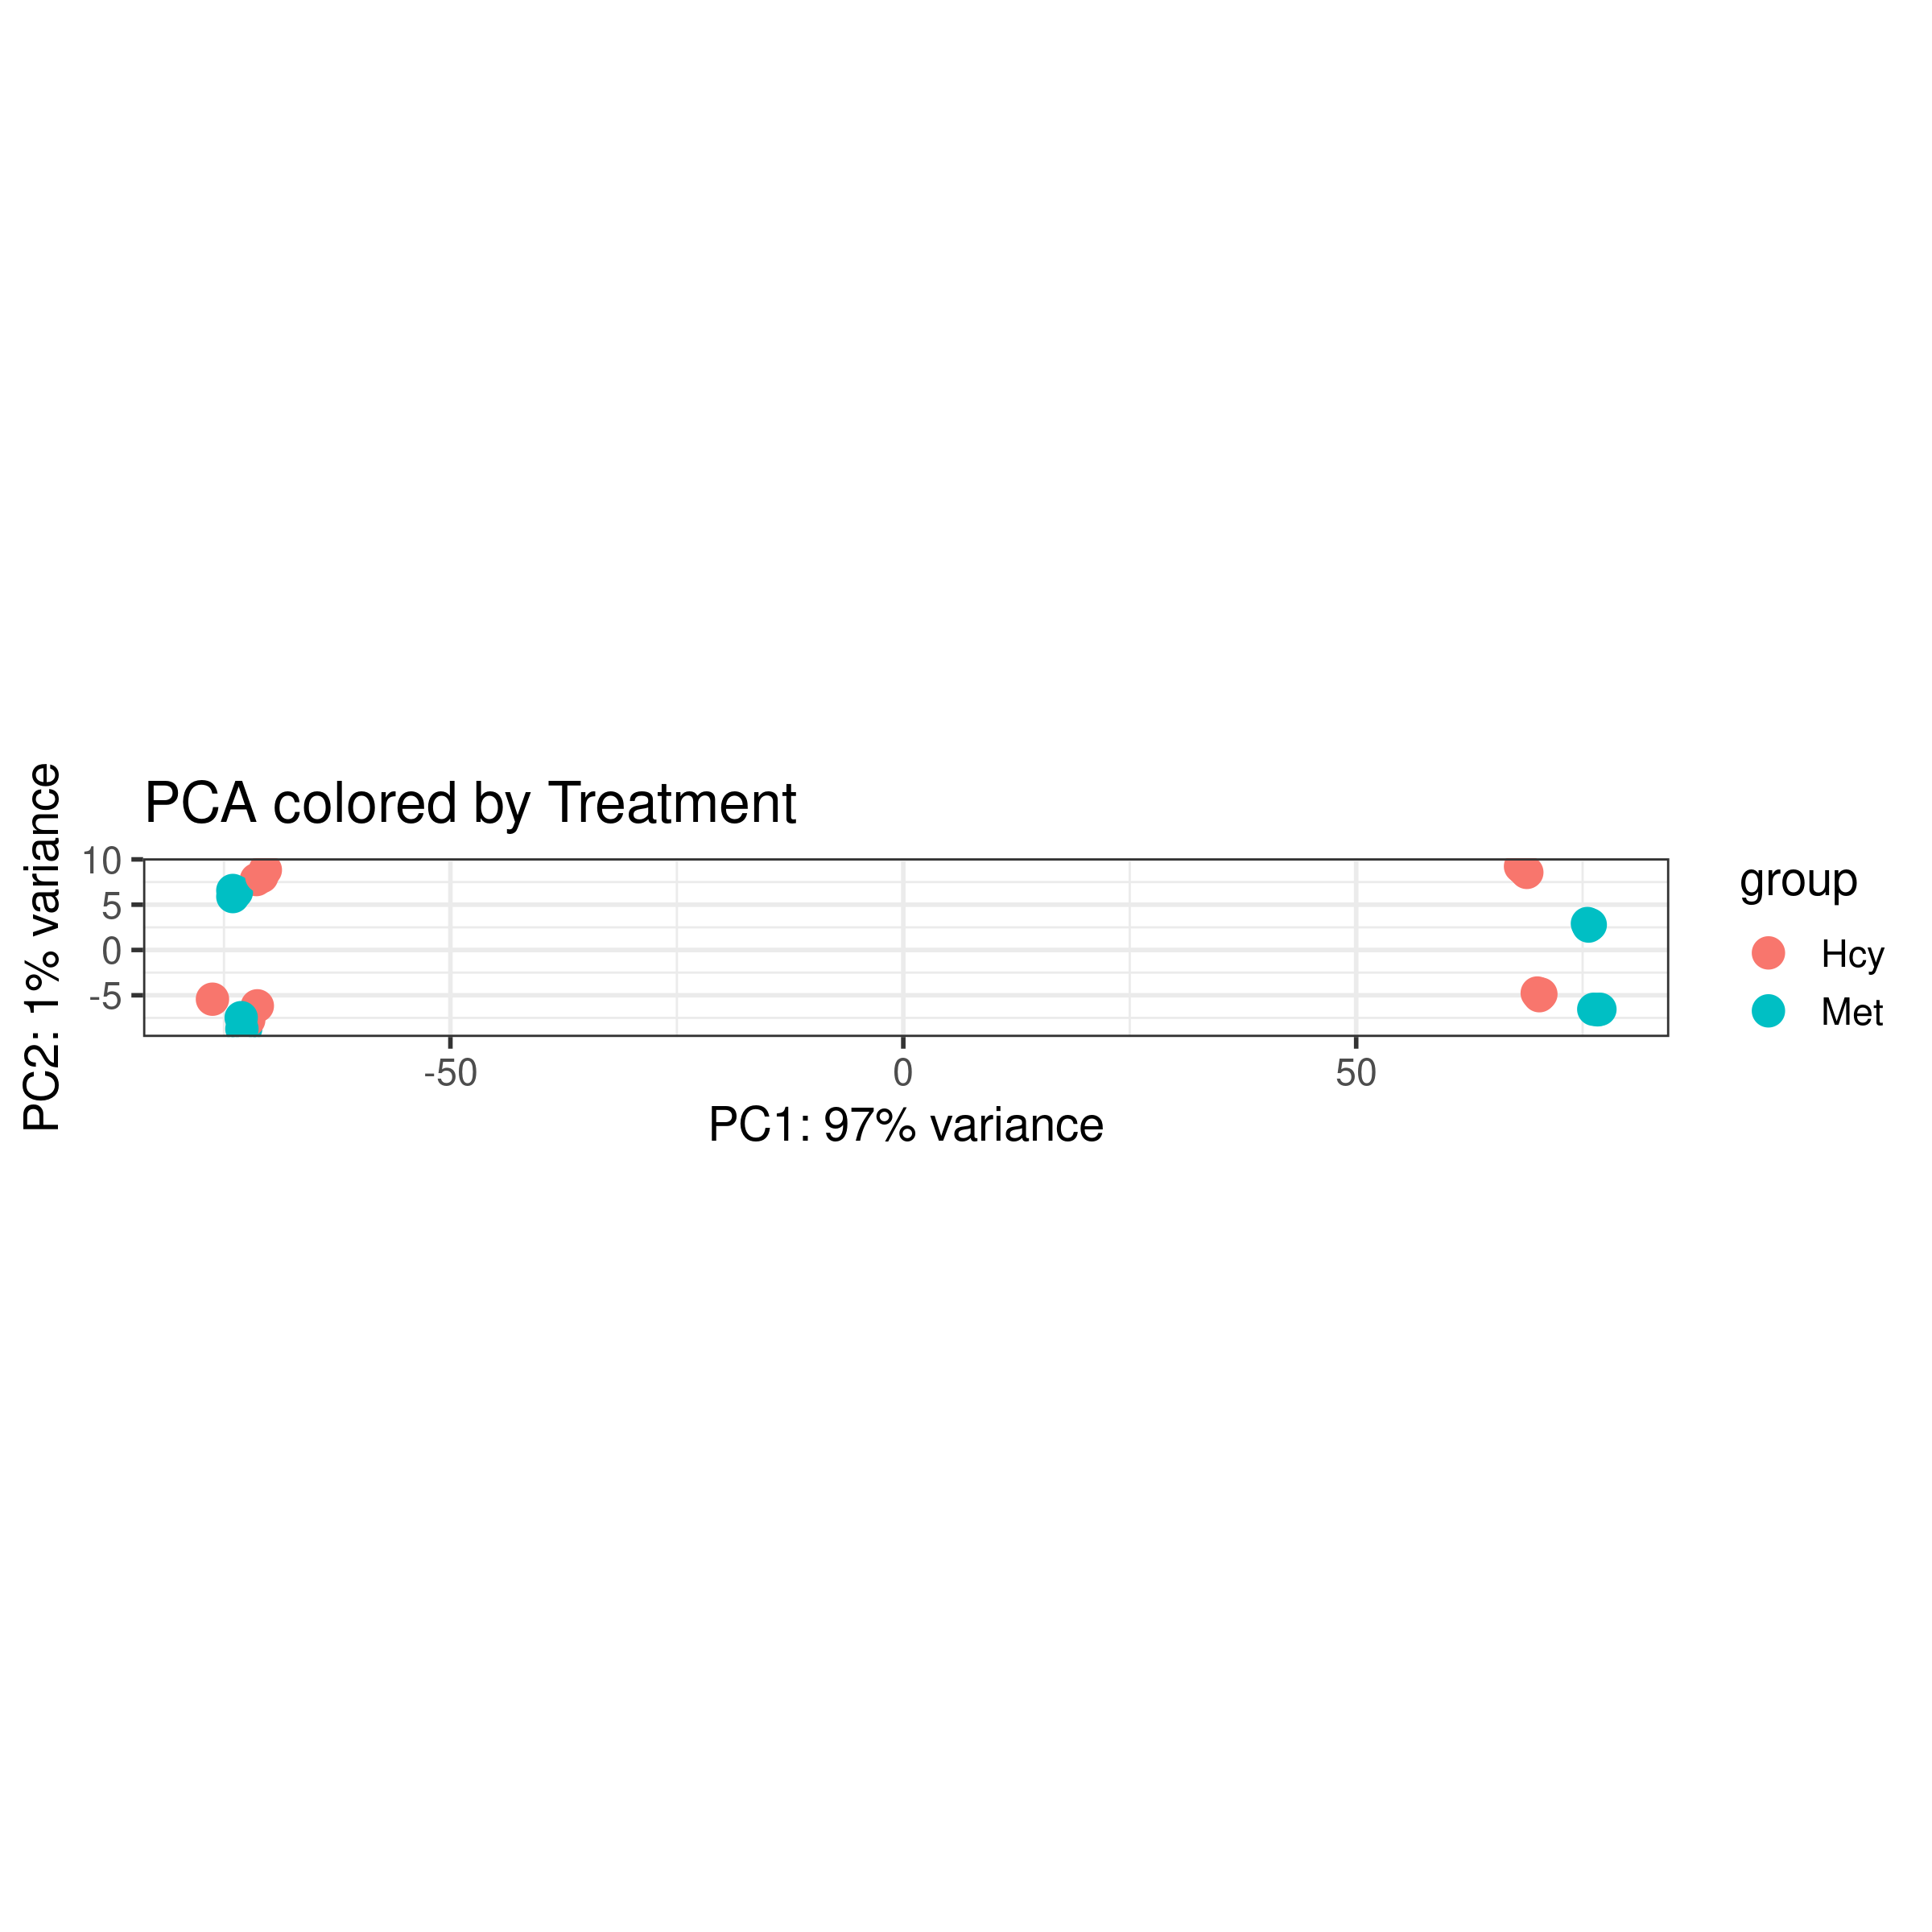 PCA colored by Treatment
PC2: 1% variance
10
5
0
-5
-50
0
50
PC1: 97% variance
group
Hcy
Met